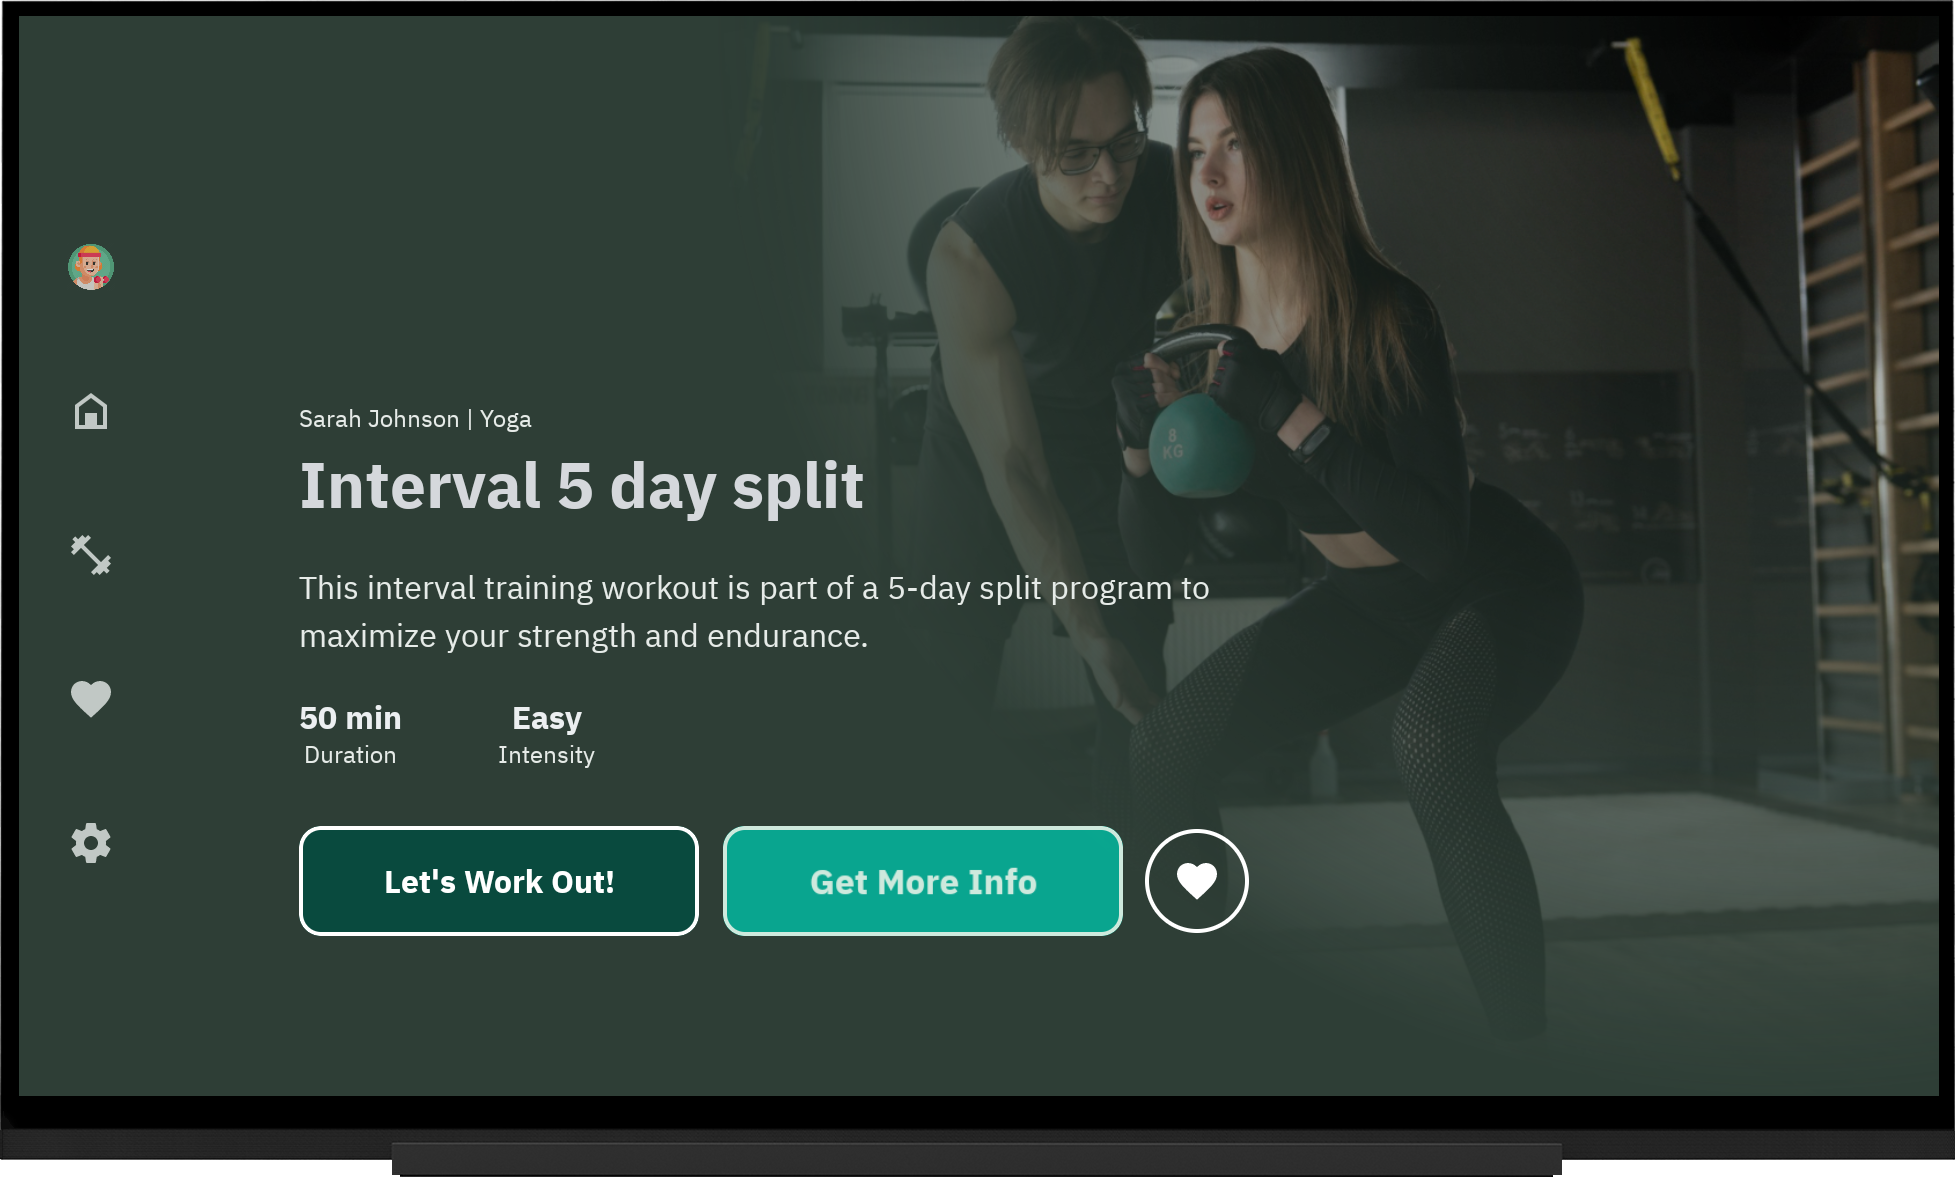 Sarah Johnson | Yoga
Interval 5 day split
This interval training workout is part of a 5-day split program to
maximize your strength and endurance.
50 min
Duration
Easy
Intensity
Let's Work Out!
Get More Info
8
KG